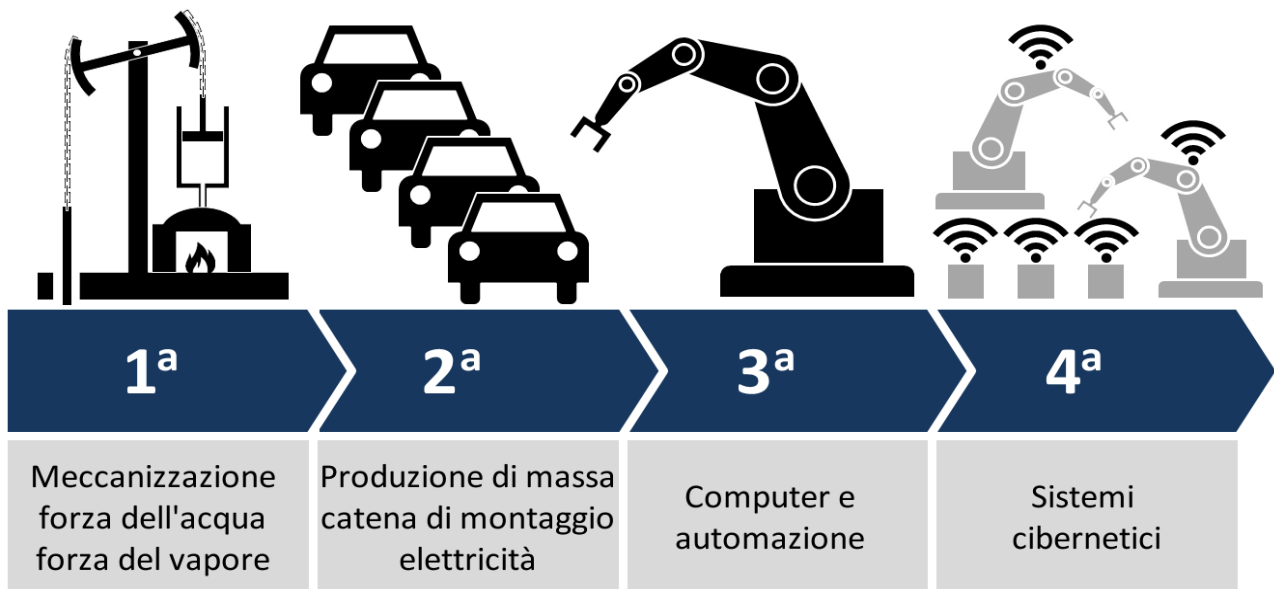 1ª
2ª
3ª
4ª
Meccanizzazione
forza dell'acqua
forza del vapore
Produzione di massa
catena di montaggio
elettricità
Computer e
automazione
Sistemi
cibernetici